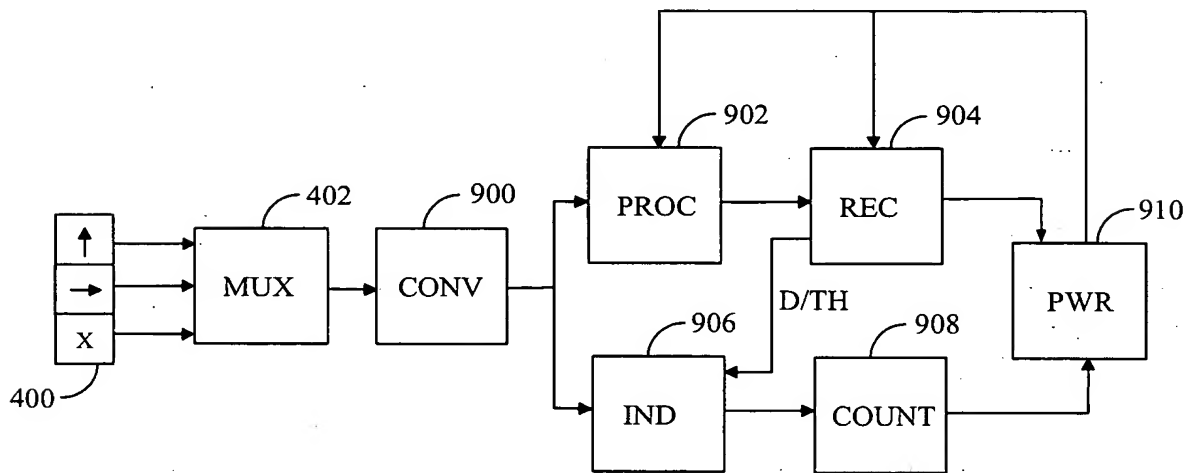 902
904
402
900
910
PROC
REC
MUX
CONV
PWR
D/TH
906
908
X
400
IND
COUNT